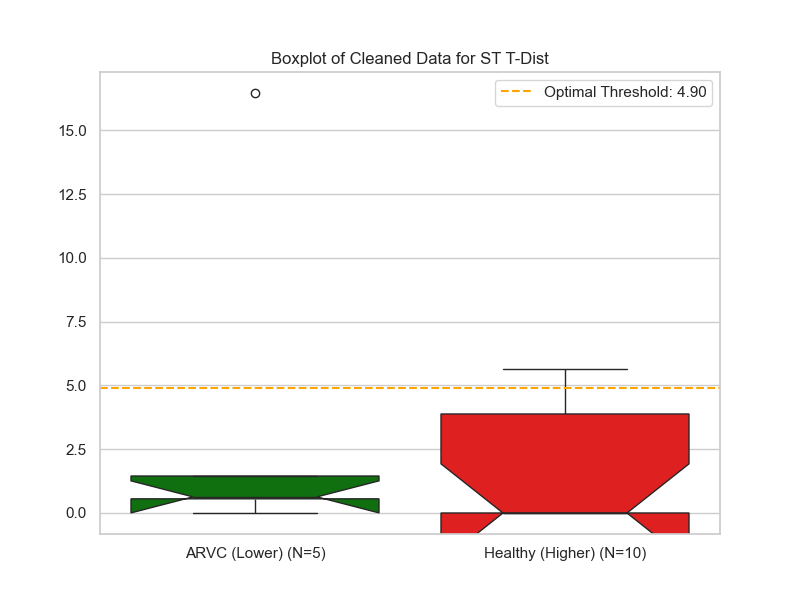 Boxplot of Cleaned Data for ST T-Dist
Optimal Threshold: 4.90
15.0
12.5
10.0
7.5
5.0
2.5
0.0
ARVC (Lower) (N=5)
Healthy (Higher) (N=10)